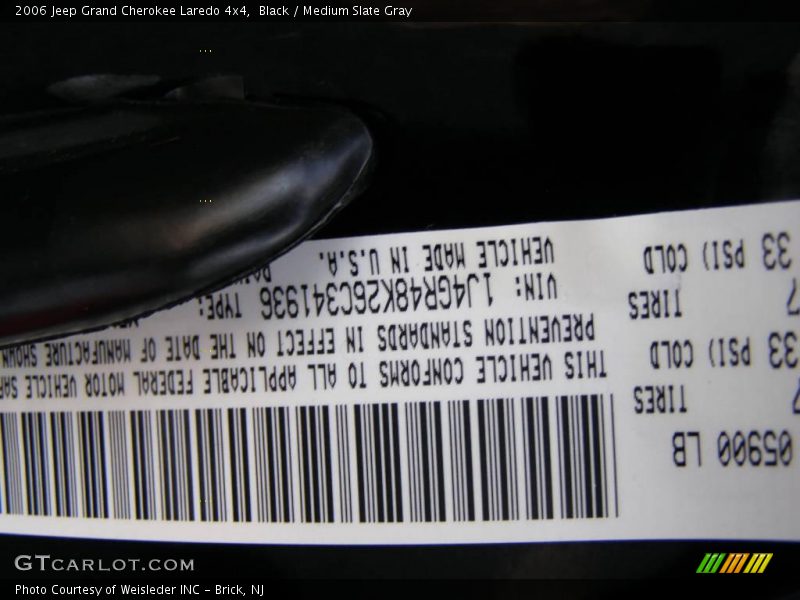 2006 Jeep Grand Cherokee Laredo 4x4, Black / Medium Slate Gray
05900 LB
7 TIRES
33 PSI) COLD
7 TIRES
33 PSI) COLD
THIS VEHICLE CONFORMS TO ALL APPLICABLE FEDERAL MOTOR VEHICLE
PREVENTION STANDARDS IN EFFECT ON THE DATE OF MANUFACTURE SHOWN
VIN: 1J4GR48K26C341936 TYPE:
VEHICLE MADE IN U.S.A.
GTCARLOT.COM
Photo Courtesy of Weisleder INC - Brick, NJ